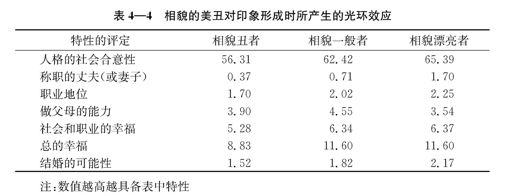 表 4—4 相貌的美丑对印象形成时所产生的光环效应
特性的评定 相貌丑者 相貌一般者 相貌漂亮者
人格的社会合意性 56.31 62.42 65.39
称职的丈夫(或妻子) 0.37 0.71 1.70
职业地位 1.70 2.02 2.25
做父母的能力 3.90 4.55 3.54
社会和职业的幸福 5.28 6.34 6.37
总的幸福 8.83 11.60 11.60
结婚的可能性 1.52 1.82 2.17
注:数值越高越具备表中特性